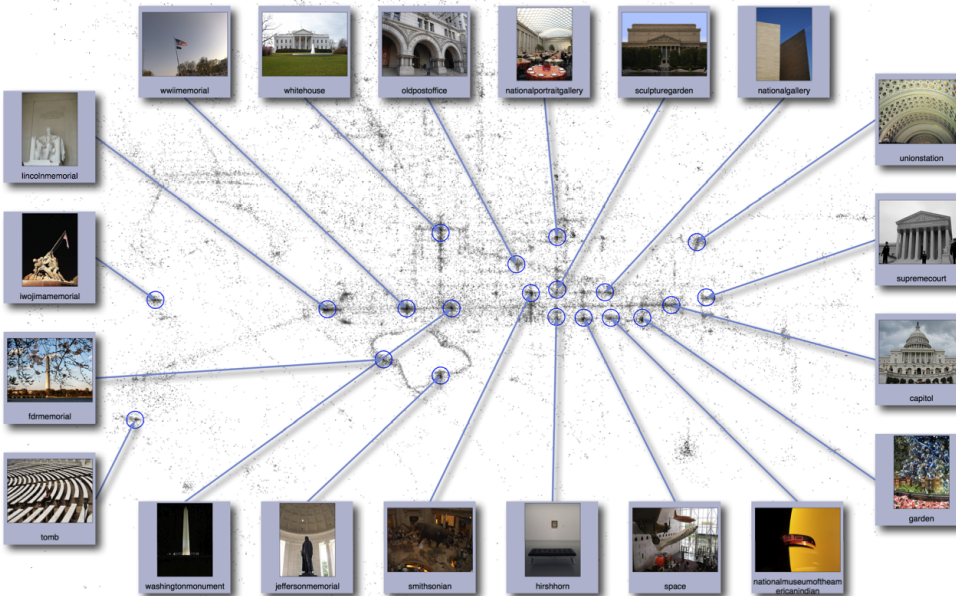 wwiimemorial
whitehouse
oldpostoffice
nationalportraitgallery
sculpturegarden
nationalgallery
lincolnmemorial
unionstation
iwojimamemorial
supremecourt
fdrmemorial
capitol
tomb
garden
washingtonmonument
jeffersonmemorial
smithsonian
hirshhorn
space
nationalmuseumoftheam
ericanindian